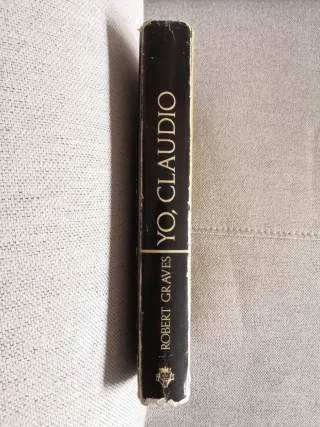 YO, CLAUDIO
ROBERT GRAVES